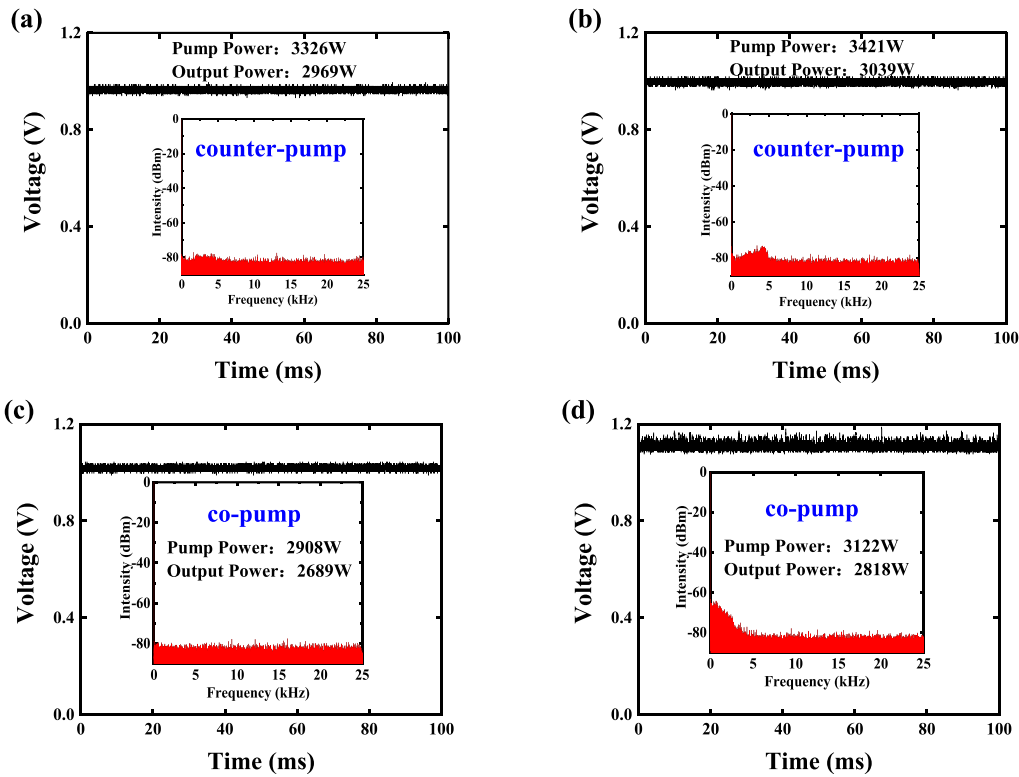 (a)
Voltage (V)
1.2
0.8
0.4
0.0
Pump Power：3326W
Output Power：2969W
Intensity (dBm)
0
-20
-40
-60
-80
counter-pump
0 5 10 15 20 25
Frequency (kHz)
0 20 40 60 80 100
Time (ms)
(b)
Voltage (V)
1.2
0.8
0.4
0.0
Pump Power：3421W
Output Power：3039W
Intensity (dBm)
0
-20
-40
-60
-80
counter-pump
0 5 10 15 20 25
Frequency (kHz)
0 20 40 60 80 100
Time (ms)
(c)
Voltage (V)
1.2
0.8
0.4
0.0
Intensity (dBm)
0
-20
-40
-60
-80
co-pump
Pump Power：2908W
Output Power：2689W
0 5 10 15 20 25
Frequency (kHz)
0 20 40 60 80 100
Time (ms)
(d)
Voltage (V)
1.2
0.8
0.4
0.0
Intensity (dBm)
0
-20
-40
-60
-80
co-pump
Pump Power：3122W
Output Power：2818W
0 5 10 15 20 25
Frequency (kHz)
0 20 40 60 80 100
Time (ms)